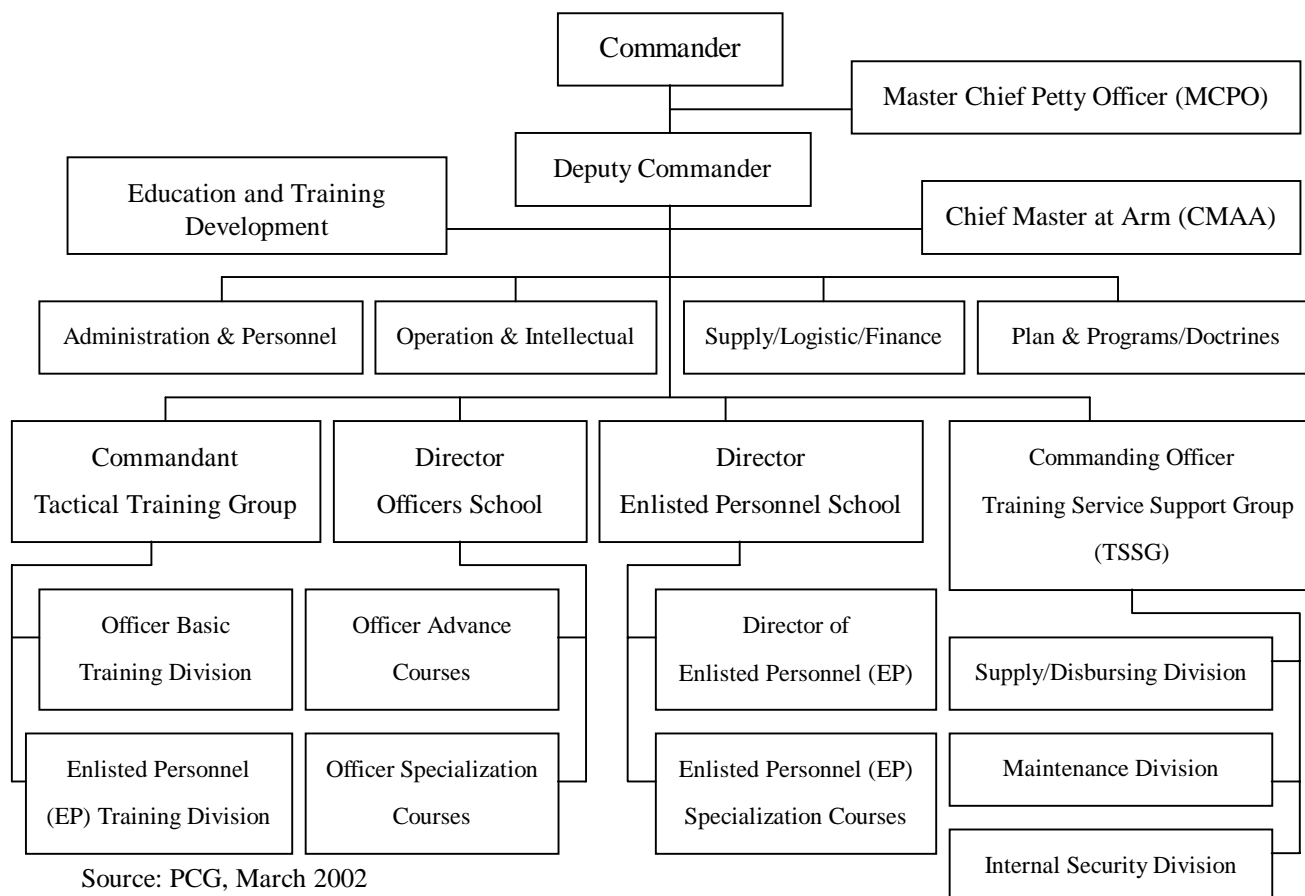 Commander
Master Chief Petty Officer (MCPO)
Deputy Commander
Education and Training
Development
Chief Master at Arm (CMAA)
Administration & Personnel
Operation & Intellectual
Supply/Logistic/Finance
Plan & Programs/Doctrines
Commandant
Tactical Training Group
Director
Officers School
Director
Enlisted Personnel School
Commanding Officer
Training Service Support Group
(TSSG)
Officer Basic
Training Division
Enlisted Personnel
(EP) Training Division
Officer Advance
Courses
Officer Specialization
Courses
Director of
Enlisted Personnel (EP)
Enlisted Personnel (EP)
Specialization Courses
Supply/Disbursing Division
Maintenance Division
Internal Security Division
Source: PCG, March 2002